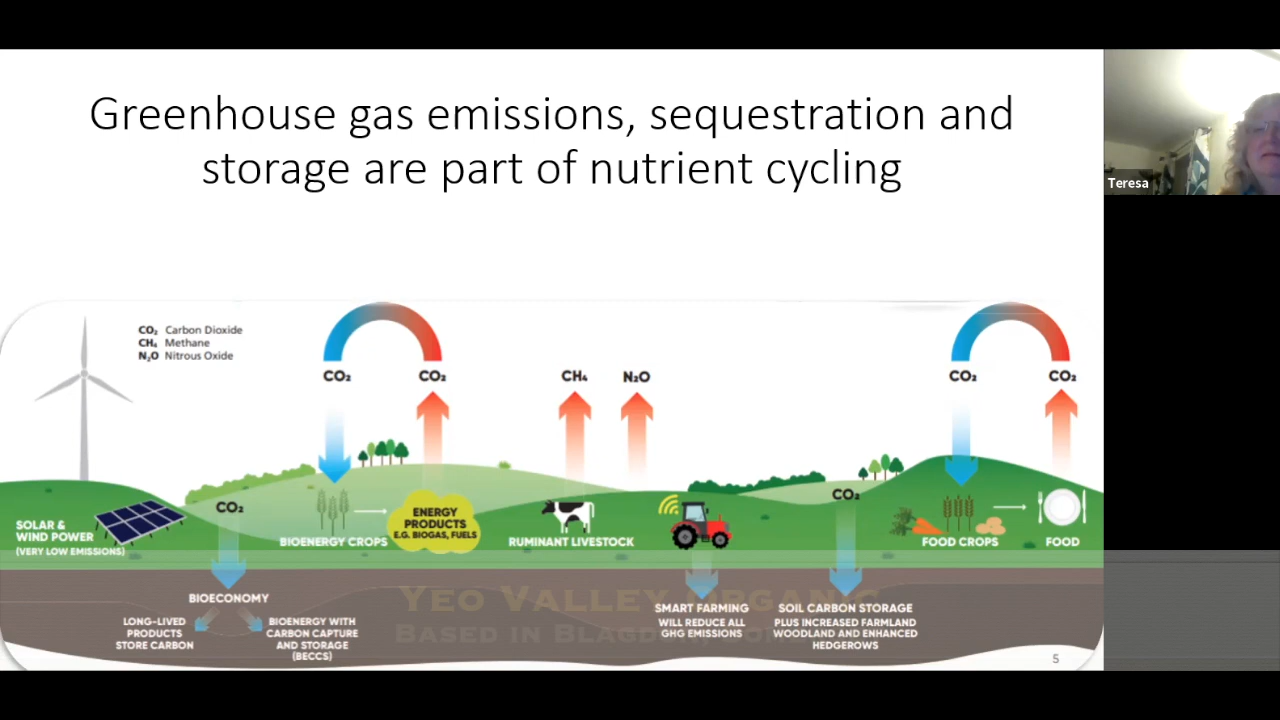 Greenhouse gas emissions, sequestration and
storage are part of nutrient cycling
Teresa
CO₂ Carbon Dioxide
CH₄ Methane
N₂O Nitrous Oxide
CO₂
CO₂
CH₄
N₂O
CO₂
CO₂
SOLAR &
WIND POWER
(VERY LOW EMISSIONS)
CO₂
BIOENERGY CROPS
ENERGY
PRODUCTS
E.G. BIOGAS, FUELS
RUMINANT LIVESTOCK
CO₂
FOOD CROPS
FOOD
BIOECONOMY
LONG-LIVED
PRODUCTS
STORE CARBON
BIOENERGY WITH
CARBON CAPTURE
AND STORAGE
(BECCS)
YEO VALLEY ORGANIC
BASED IN
SMART FARMING
WILL REDUCE ALL
GHG EMISSIONS
SOIL CARBON STORAGE
PLUS INCREASED FARMLAND
WOODLAND AND ENHANCED
HEDGEROWS
5